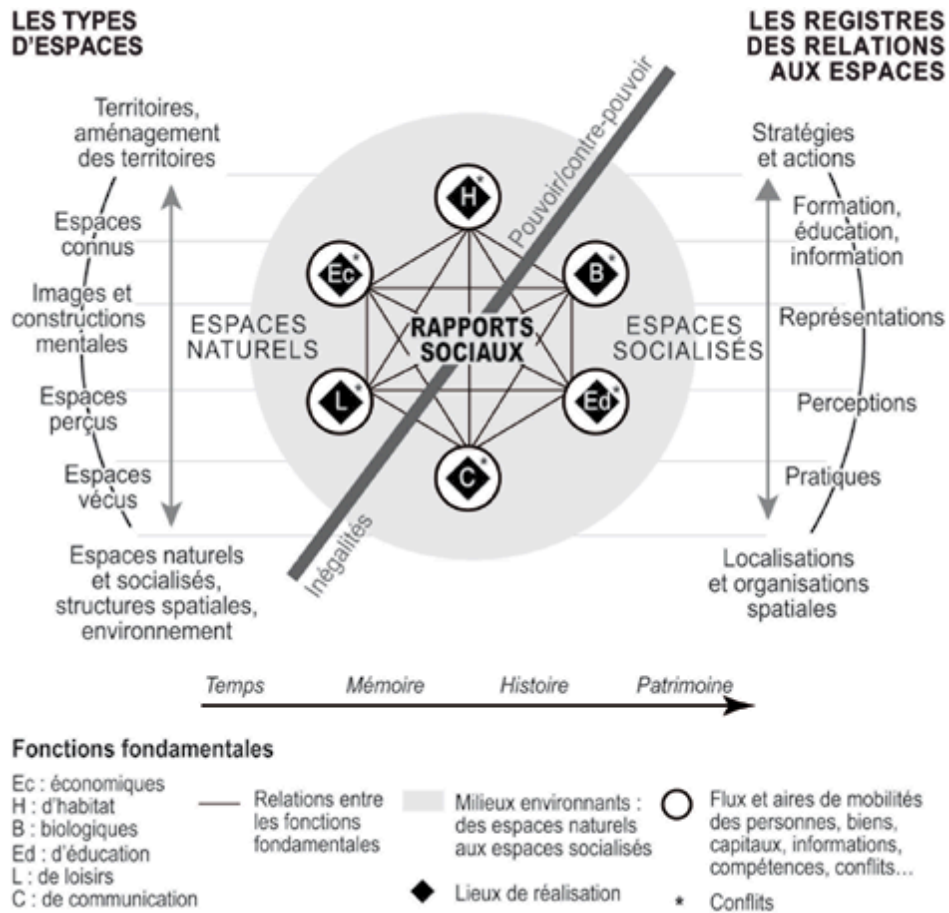 LES TYPES
D'ESPACES
LES REGISTRES
DES RELATIONS
AUX ESPACES
Territoires,
aménagement
des territoires
Espaces
connus
Images et
constructions
mentales
Espaces
perçus
Espaces
vécus
Espaces naturels
et socialisés,
structures spatiales,
environnement
Pouvoir/contre-pouvoir
H *
Ec *
B *
ESPACES
NATURELS
RAPPORTS
SOCIAUX
ESPACES
SOCIALISÉS
L *
Ed *
C *
Inégalités
Stratégies
et actions
Formation,
éducation,
information
Représentations
Perceptions
Pratiques
Localisations
et organisations
spatiales
Temps Mémoire Histoire Patrimoine
Fonctions fondamentales
Ec : économiques
H : d'habitat
B : biologiques
Ed : d'éducation
L : de loisirs
C : de communication
Relations entre
les fonctions
fondamentales
Milieux environnants :
des espaces naturels
aux espaces socialisés
Lieux de réalisation
Flux et aires de mobilités
des personnes, biens,
capitaux, informations,
compétences, conflits...
* Conflits